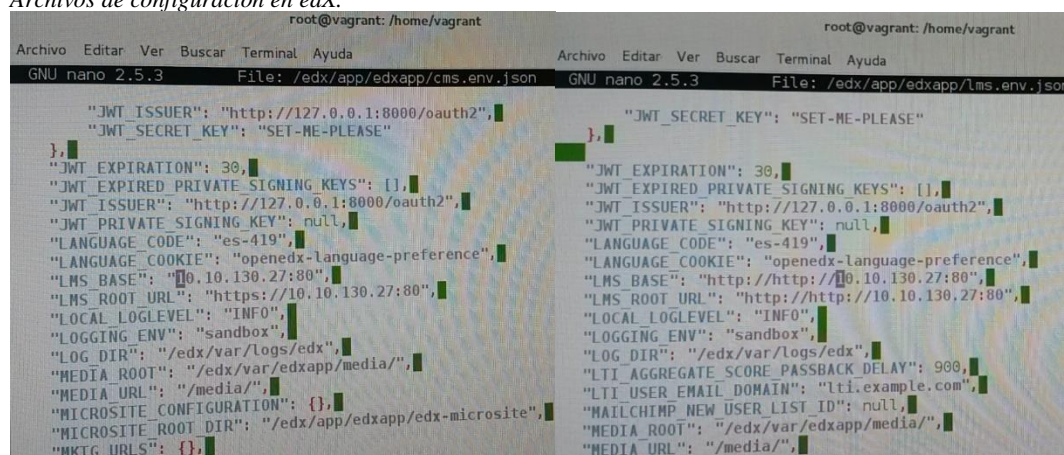 Archivos de configuración en edX.
root@vagrant: /home/vagrant
Archivo Editar Ver Buscar Terminal Ayuda
GNU nano 2.5.3 File: /edx/app/edxapp/cms.env.json
"JWT_ISSUER": "http://127.0.0.1:8000/oauth2",
"JWT_SECRET_KEY": "SET-ME-PLEASE"
},
"JWT_EXPIRATION": 30,
"JWT_EXPIRED_PRIVATE_SIGNING_KEYS": [],
"JWT_ISSUER": "http://127.0.0.1:8000/oauth2",
"JWT_PRIVATE_SIGNING_KEY": null,
"LANGUAGE_CODE": "es-419",
"LANGUAGE_COOKIE": "openedx-language-preference",
"LMS_BASE": "10.10.130.27:80",
"LMS_ROOT_URL": "https://10.10.130.27:80",
"LOCAL_LOGLEVEL": "INFO",
"LOGGING_ENV": "sandbox",
"LOG_DIR": "/edx/var/logs/edx",
"MEDIA_ROOT": "/edx/var/edxapp/media/",
"MEDIA_URL": "/media/",
"MICROSITE_CONFIGURATION": {},
"MICROSITE_ROOT_DIR": "/edx/app/edxapp/edx-microsite",
"MKTG_URLS": {},
root@vagrant: /home/vagrant
Archivo Editar Ver Buscar Terminal Ayuda
GNU nano 2.5.3 File: /edx/app/edxapp/lms.env.json
"JWT_SECRET_KEY": "SET-ME-PLEASE"
},
"JWT_EXPIRATION": 30,
"JWT_EXPIRED_PRIVATE_SIGNING_KEYS": [],
"JWT_ISSUER": "http://127.0.0.1:8000/oauth2",
"JWT_PRIVATE_SIGNING_KEY": null,
"LANGUAGE_CODE": "es-419",
"LANGUAGE_COOKIE": "openedx-language-preference",
"LMS_BASE": "http://http://10.10.130.27:80",
"LMS_ROOT_URL": "http://http://10.10.130.27:80",
"LOCAL_LOGLEVEL": "INFO",
"LOGGING_ENV": "sandbox",
"LOG_DIR": "/edx/var/logs/edx",
"LTI_AGGREGATE_SCORE_PASSBACK_DELAY": 900,
"LTI_USER_EMAIL_DOMAIN": "lti.example.com",
"MAILCHIMP_NEW_USER_LIST_ID": null,
"MEDIA_ROOT": "/edx/var/edxapp/media/",
"MEDIA_URL": "/media/",